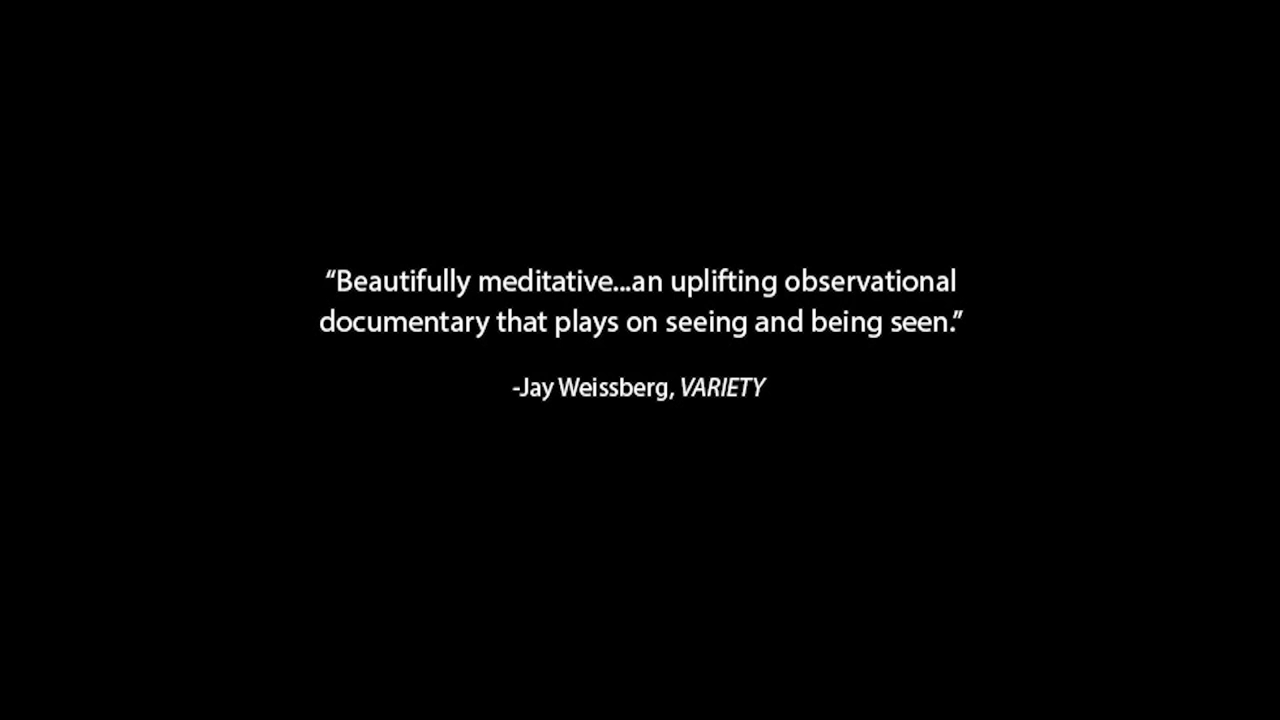 “Beautifully meditative...an uplifting observational
documentary that plays on seeing and being seen.”
-Jay Weissberg, VARIETY